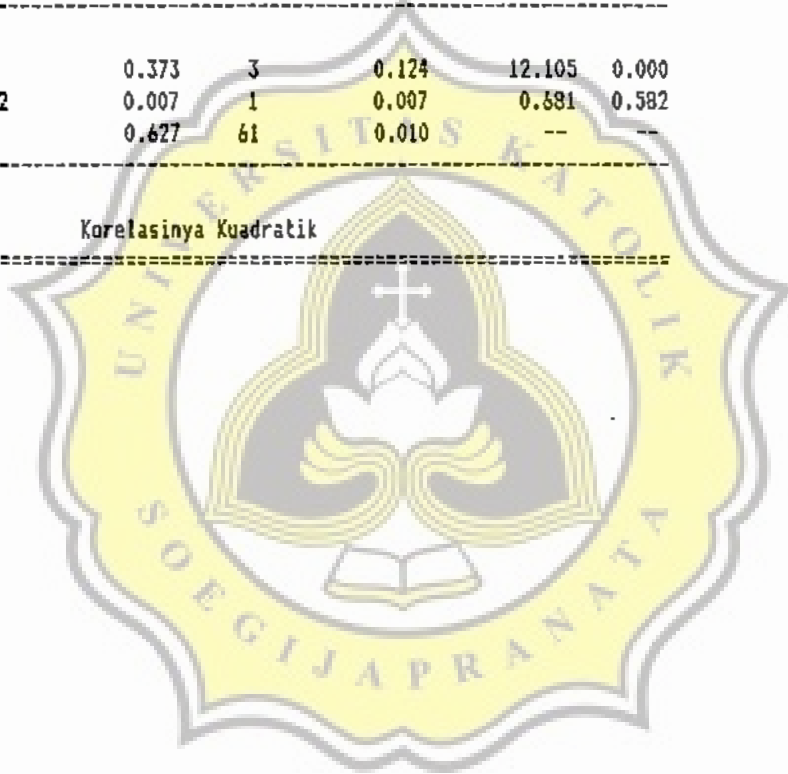 0.373 3 0.124 12.105 0.000
2 0.007 1 0.007 0.681 0.582
0.627 61 0.010 -- --
Korelasinya Kuadratik
UNIVERSITAS KATOLIK
SOEGIJAPRANATA